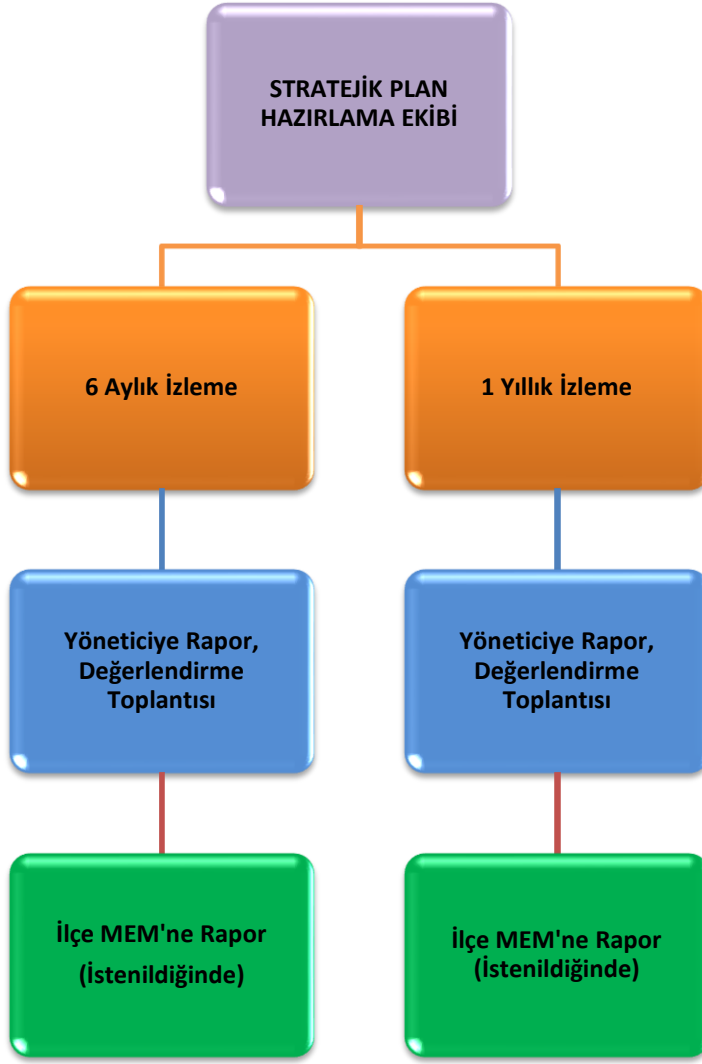 STRATEJİK PLAN
HAZIRLAMA EKİBİ
6 Aylık İzleme
1 Yıllık İzleme
Yöneticiye Rapor,
Değerlendirme
Toplantısı
Yöneticiye Rapor,
Değerlendirme
Toplantısı
İlçe MEM'ne Rapor
(İstenildiğinde)
İlçe MEM'ne Rapor
(İstenildiğinde)